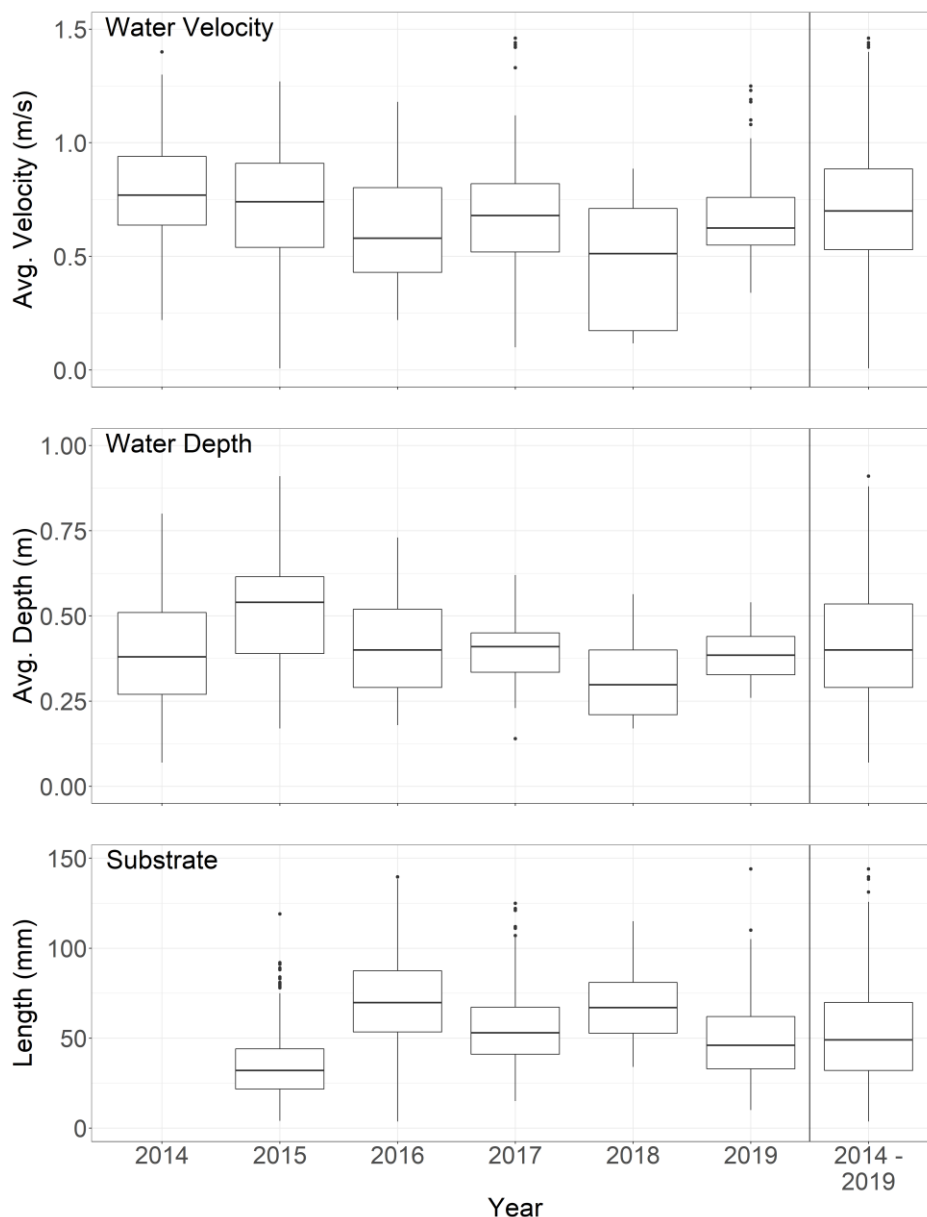 Water Velocity
Avg. Velocity (m/s)
1.5
1.0
0.5
0.0
Water Depth
Avg. Depth (m)
1.00
0.75
0.50
0.25
0.00
Substrate
Length (mm)
150
100
50
0
2014 2015 2016 2017 2018 2019 2014 -
2019
Year